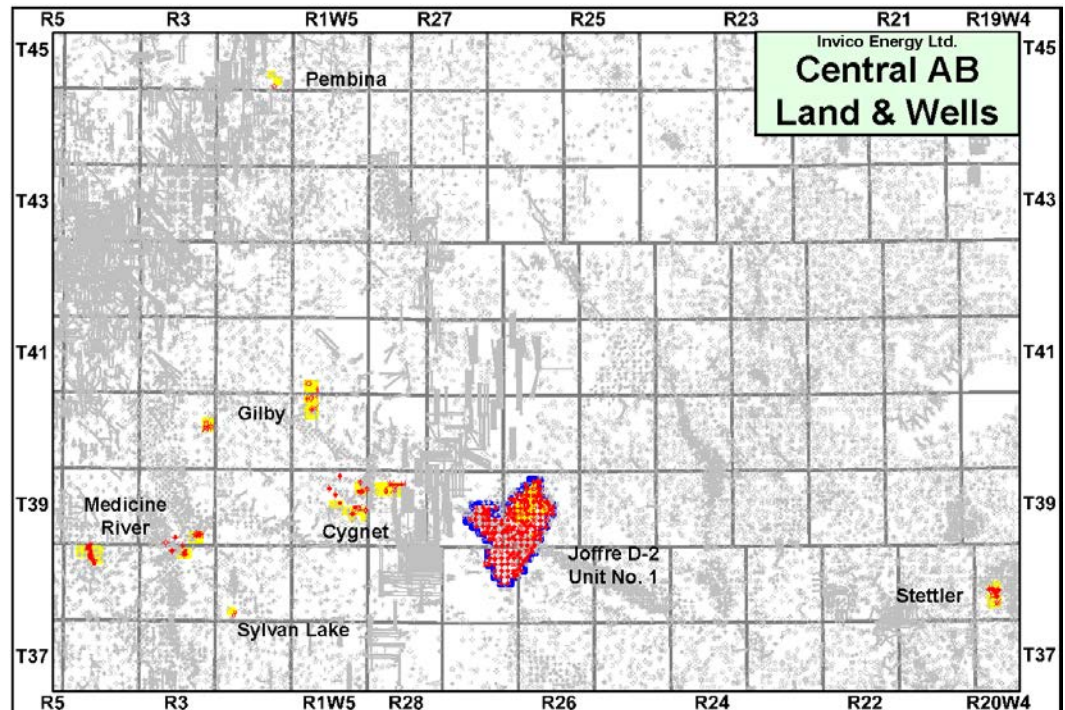 R5 R3 R1W5 R27 R25 R23 R21 R19W4
Invico Energy Ltd.
Central AB
Land & Wells
T45 T45
Pembina
T43 T43
T41 T41
Gilby
Medicine
River
T39 T39
Cygnet
Joffre D-2
Unit No. 1
Stettler
Sylvan Lake
T37 T37
R5 R3 R1W5 R28 R26 R24 R22 R20W4